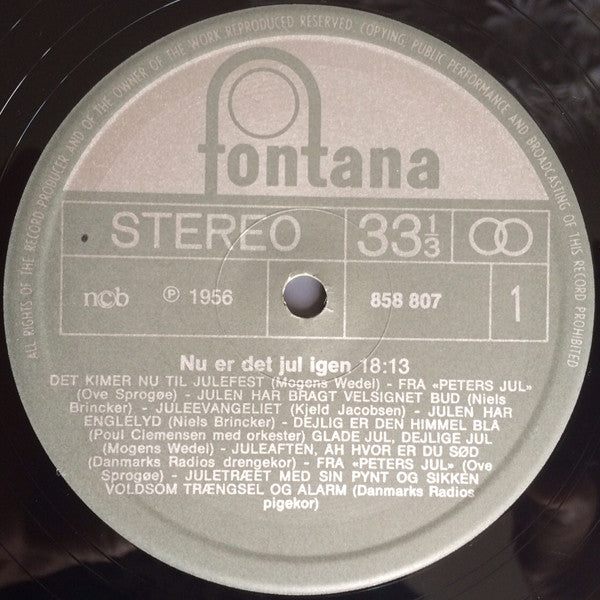 ALL RIGHTS OF THE RECORD PRODUCER AND OF THE OWNER OF THE WORK REPRODUCED RESERVED. COPYING, PUBLIC PERFORMANCE AND BROADCASTING OF THIS RECORD PROHIBITED
fontana
STEREO 33 1/3
ncb ℗ 1956 858 807 1
Nu er det jul igen 18:13
DET KIMER NU TIL JULEFEST (Mogens Wedel) - FRA «PETERS JUL»
(Ove Sprogøe) - JULEN HAR BRAGT VELSIGNET BUD (Niels
Brincker) - JULEEVANGELIET (Kjeld Jacobsen) - JULEN HAR
ENGLELYD (Niels Brincker) - DEJLIG ER DEN HIMMEL BLA
(Poul Clemensen med orkester) GLADE JUL, DEJLIGE JUL
(Mogens Wedel) - JULEAFTEN, AH HVOR ER DU SØD
(Danmarks Radios drengekor) - FRA «PETERS JUL» (Ove
Sprogøe) - JULETRÆET MED SIN PYNT OG SIKKEN
VOLDSOM TRÆNGSEL OG ALARM (Danmarks Radios
pigekor)